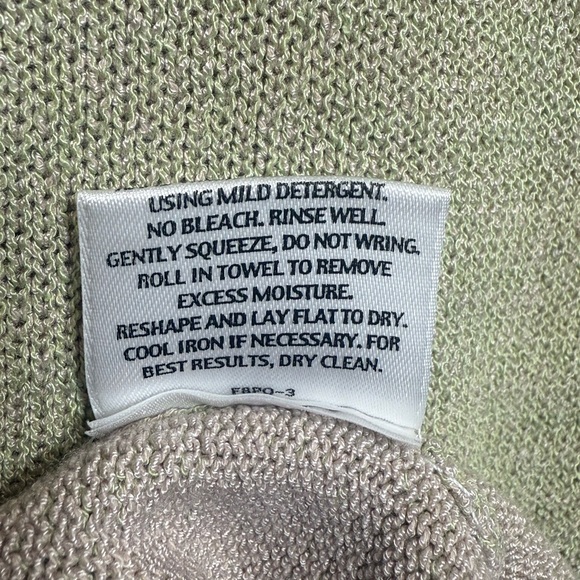 USING MILD DETERGENT.
NO BLEACH. RINSE WELL.
GENTLY SQUEEZE, DO NOT WRING.
ROLL IN TOWEL TO REMOVE
EXCESS MOISTURE.
RESHAPE AND LAY FLAT TO DRY.
COOL IRON IF NECESSARY. FOR
BEST RESULTS, DRY CLEAN.